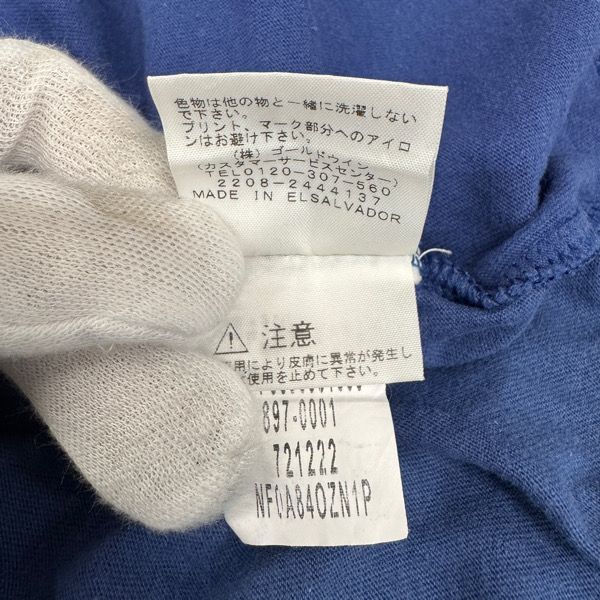 色物は他の物と一緒に洗濯しない
で下さい。
プリント、マーク部分へのアイロ
ンはお避け下さい。
(株)ゴールドウイン
(カスタマーサービスセンター)
TEL0120-307-560
2208-2444137
MADE IN ELSALVADOR
注意
用により皮膚に異常が発生し
使用を止めて下さい。
897-0001
721222
NF0A84OZN1P